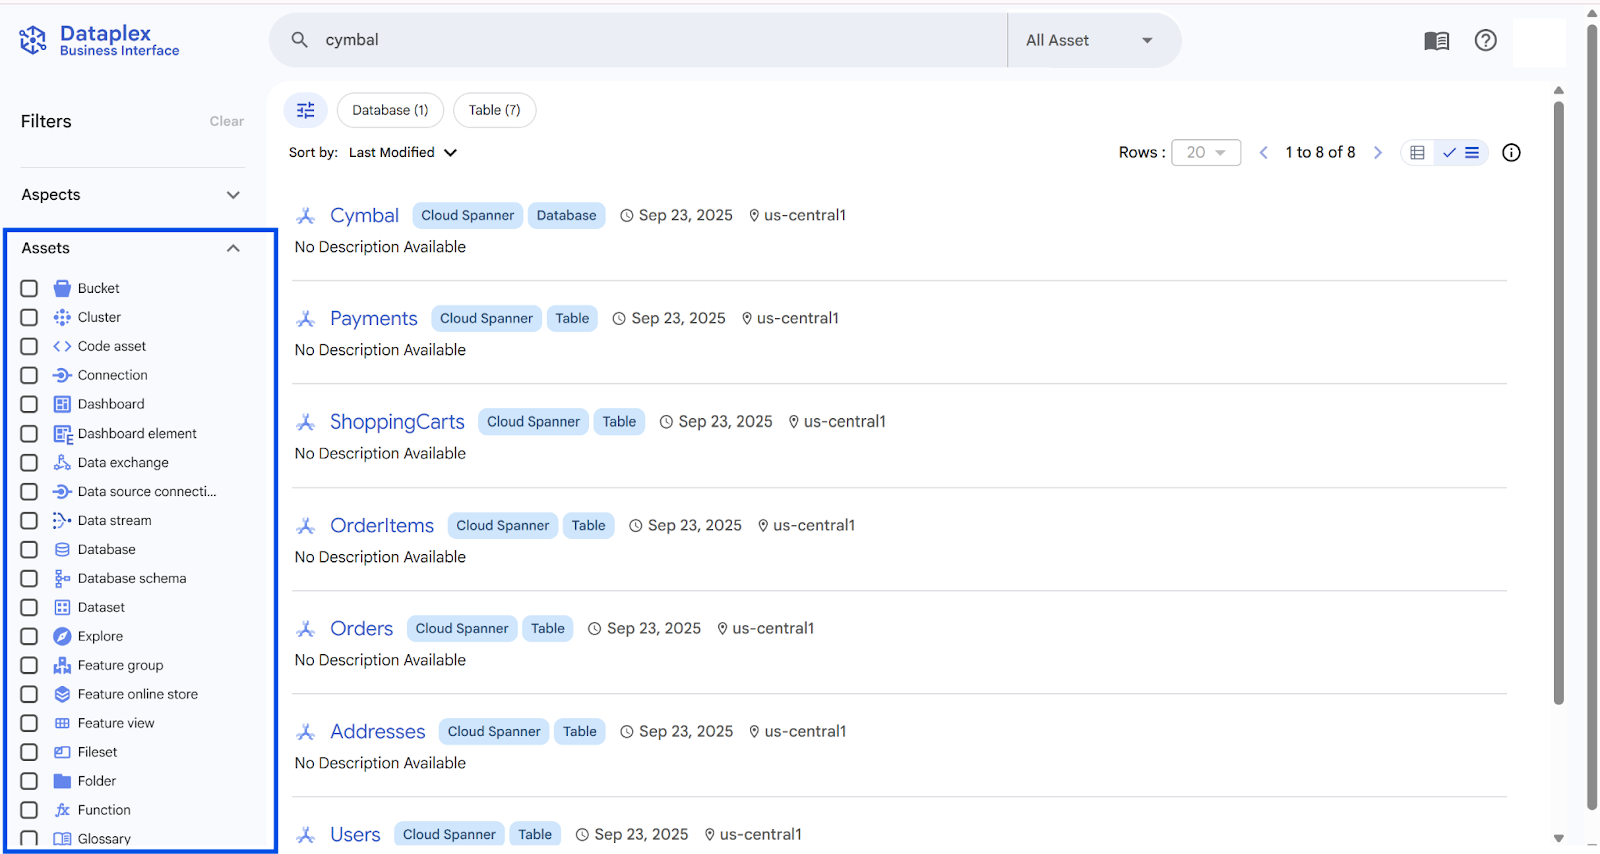 Dataplex
Business Interface
cymbal
All Asset
Filters
Clear
Aspects
Assets
Bucket
Cluster
Code asset
Connection
Dashboard
Dashboard element
Data exchange
Data source connecti...
Data stream
Database
Database schema
Dataset
Explore
Feature group
Feature online store
Feature view
Fileset
Folder
Function
Glossary
Database (1)
Table (7)
Sort by: Last Modified
Rows : 20 1 to 8 of 8
Cymbal Cloud Spanner Database Sep 23, 2025 us-central1
No Description Available
Payments Cloud Spanner Table Sep 23, 2025 us-central1
No Description Available
ShoppingCarts Cloud Spanner Table Sep 23, 2025 us-central1
No Description Available
OrderItems Cloud Spanner Table Sep 23, 2025 us-central1
No Description Available
Orders Cloud Spanner Table Sep 23, 2025 us-central1
No Description Available
Addresses Cloud Spanner Table Sep 23, 2025 us-central1
No Description Available
Users Cloud Spanner Table Sep 23, 2025 us-central1